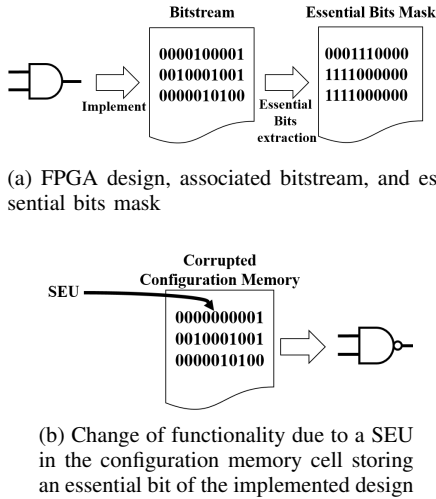 Bitstream
Essential Bits Mask
0000100001
0010001001
0000010100
0001110000
1111000000
1111000000
Implement
Essential
Bits
extraction
(a) FPGA design, associated bitstream, and es-
sential bits mask
Corrupted
Configuration Memory
SEU
0000000001
0010001001
0000010100
(b) Change of functionality due to a SEU
in the configuration memory cell storing
an essential bit of the implemented design